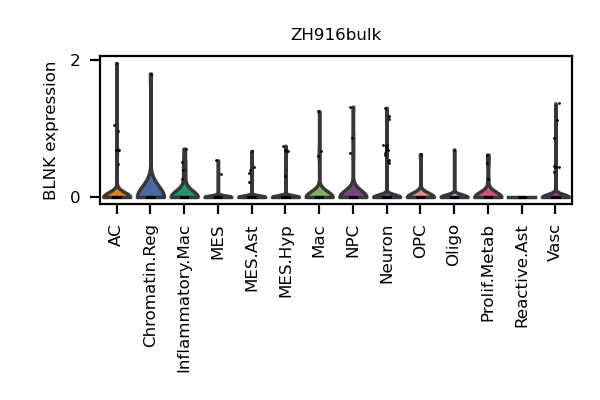 ZH916bulk
BLNK expression
2
0
AC
Chromatin.Reg
Inflammatory.Mac
MES
MES.Ast
MES.Hyp
Mac
NPC
Neuron
OPC
Oligo
Prolif.Metab
Reactive.Ast
Vasc